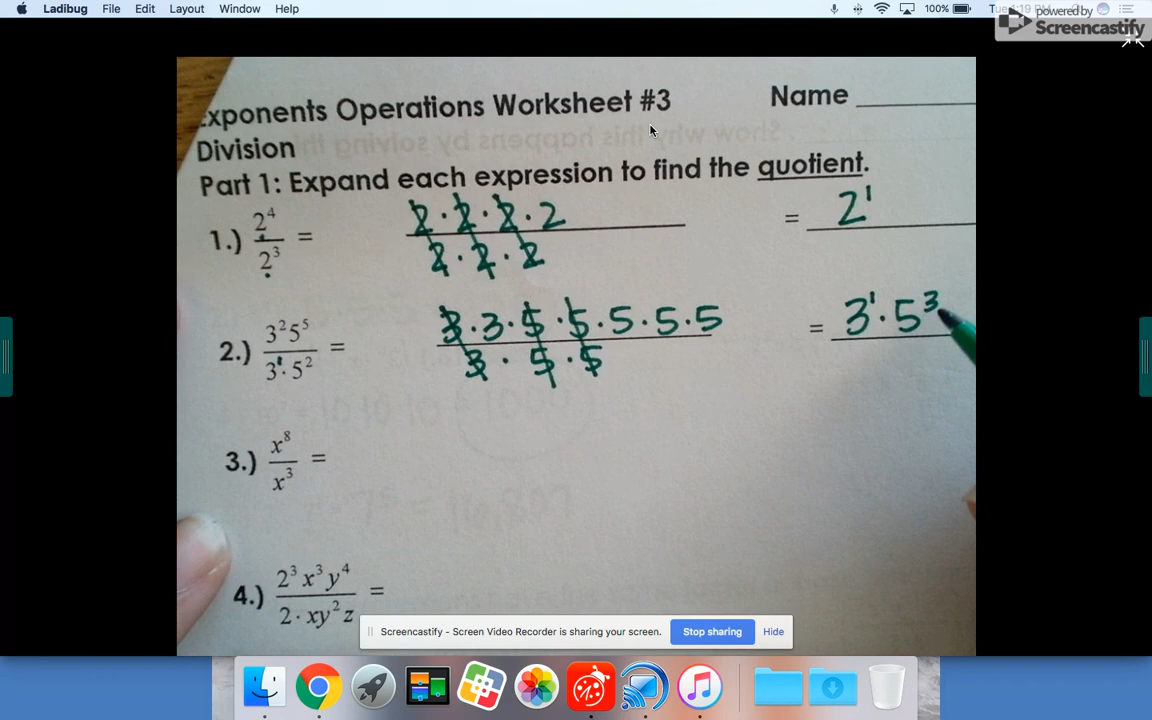 Ladibug File Edit Layout Window Help 100%
powered by
Screencastify
Exponents Operations Worksheet #3 Name
Division
Part 1: Expand each expression to find the quotient.
1.) 2⁴/2³ = 2·2·2·2/2·2·2 = 2¹
2.) 3²5⁵/3¹·5² = 3·3·5·5·5·5·5/3·5·5 = 3¹·5³
3.) x⁸/x³ =
4.) 2³x³y⁴/2·xy²z =
Screencastify - Screen Video Recorder is sharing your screen. Stop sharing Hide